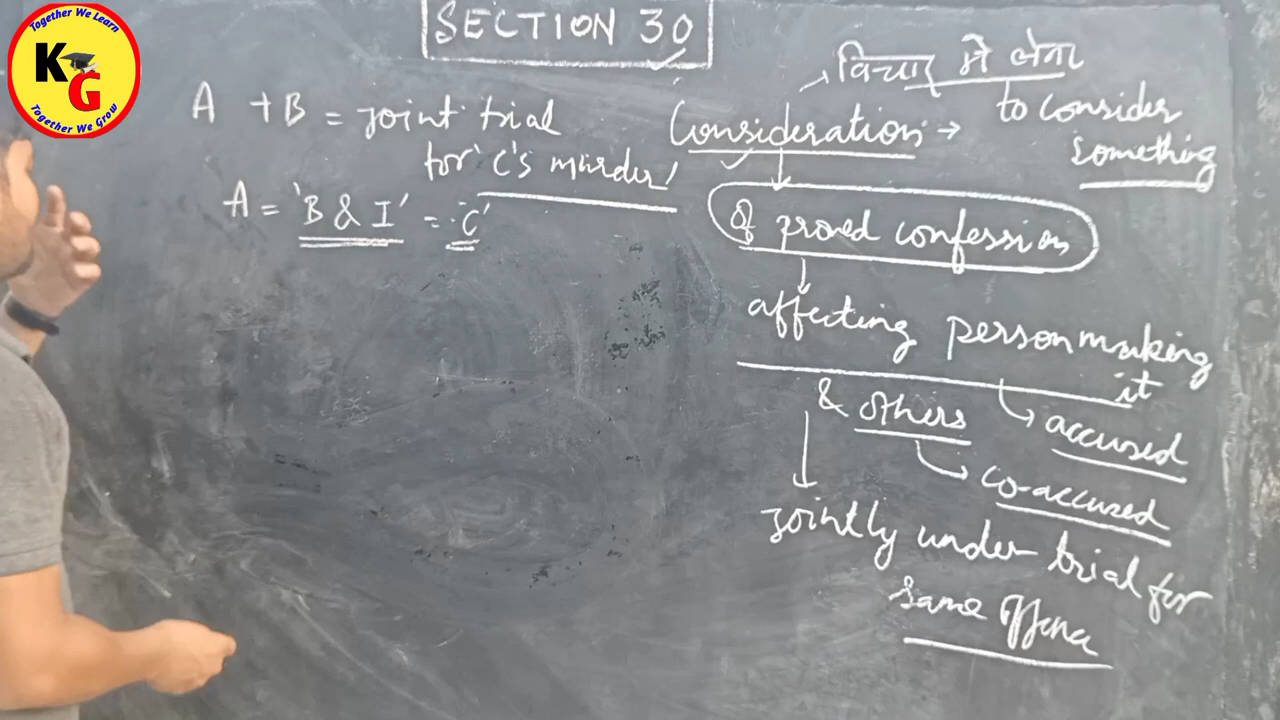 Together We Learn
KG
Together We Grow
SECTION 30
A + B = joint trial
for 'C's murder'
A = 'B & I' = 'C'
→ विचार में लेना
Consideration → to consider
something
of proved confession
affecting person making
it
→ accused
& others
→ co-accused
Jointly under trial for
same offence